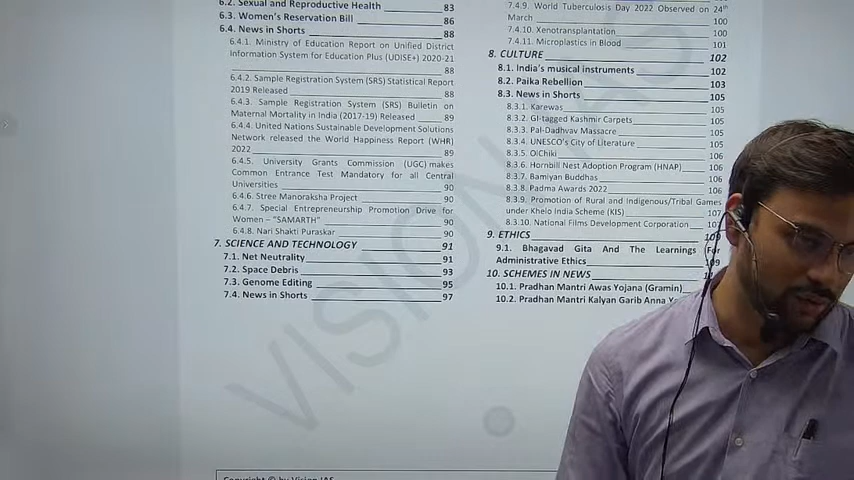 6.2. Sexual and Reproductive Health 83
6.3. Women's Reservation Bill 86
6.4. News in Shorts 88
6.4.1. Ministry of Education Report on Unified District
Information System for Education Plus (UDISE+) 2020-21
88
6.4.2. Sample Registration System (SRS) Statistical Report
2019 Released 88
6.4.3. Sample Registration System (SRS) Bulletin on
Maternal Mortality in India (2017-19) Released 89
6.4.4. United Nations Sustainable Development Solutions
Network released the World Happiness Report (WHR)
2022 89
6.4.5. University Grants Commission (UGC) makes
Common Entrance Test Mandatory for all Central
Universities 90
6.4.6. Stree Manoraksha Project 90
6.4.7. Special Entrepreneurship Promotion Drive for
Women – "SAMARTH" 90
6.4.8. Nari Shakti Puraskar 90
7. SCIENCE AND TECHNOLOGY 91
7.1. Net Neutrality 91
7.2. Space Debris 93
7.3. Genome Editing 95
7.4. News in Shorts 97
7.4.9. World Tuberculosis Day 2022 Observed on 24th
March 100
7.4.10. Xenotransplantation 100
7.4.11. Microplastics in Blood 101
8. CULTURE 102
8.1. India's musical instruments 102
8.2. Paika Rebellion 103
8.3. News in Shorts 105
8.3.1. Karewas 105
8.3.2. GI-tagged Kashmir Carpets 105
8.3.3. Pal-Dadhvav Massacre 105
8.3.4. UNESCO's City of Literature 105
8.3.5. OlChiki 106
8.3.6. Hornbill Nest Adoption Program (HNAP) 106
8.3.7. Bamiyan Buddhas 106
8.3.8. Padma Awards 2022 106
8.3.9. Promotion of Rural and Indigenous/Tribal Games
under Khelo India Scheme (KIS) 107
8.3.10. National Films Development Corporation 107
9. ETHICS 109
9.1. Bhagavad Gita And The Learnings For
Administrative Ethics 109
10. SCHEMES IN NEWS
10.1. Pradhan Mantri Awas Yojana (Gramin)
10.2. Pradhan Mantri Kalyan Garib Anna
VISION IAS
Copyright © by Vision IAS